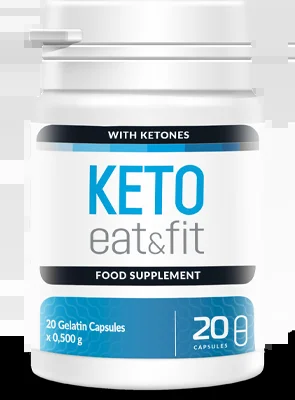 WITH KETONES
KETO
eat&fit
FOOD SUPPLEMENT
20 Gelatin Capsules
x 0,500 g
20
CAPSULES